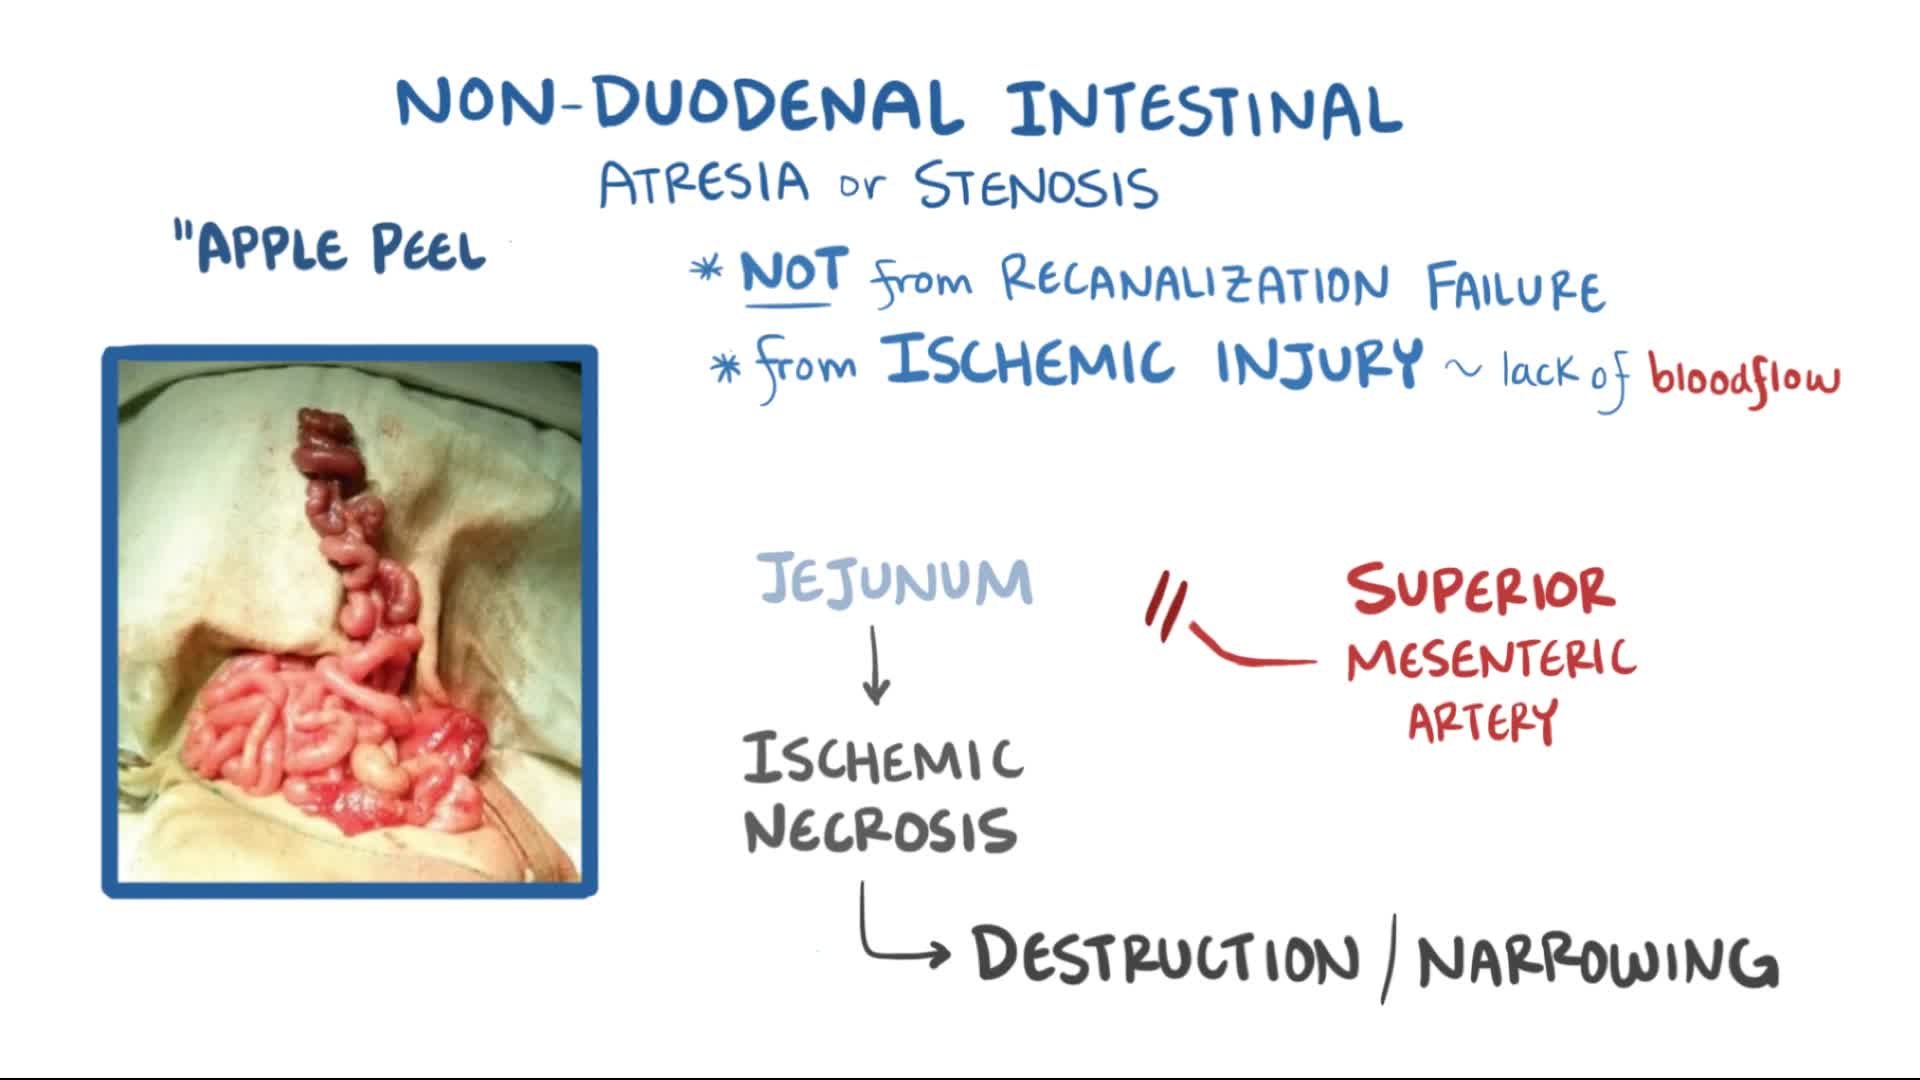 NON-DUODENAL INTESTINAL
ATRESIA or STENOSIS
"APPLE PEEL
* NOT from RECANALIZATION FAILURE
* from ISCHEMIC INJURY ~ lack of bloodflow
JEJUNUM
SUPERIOR
MESENTERIC
ARTERY
ISCHEMIC
NECROSIS
DESTRUCTION / NARROWING